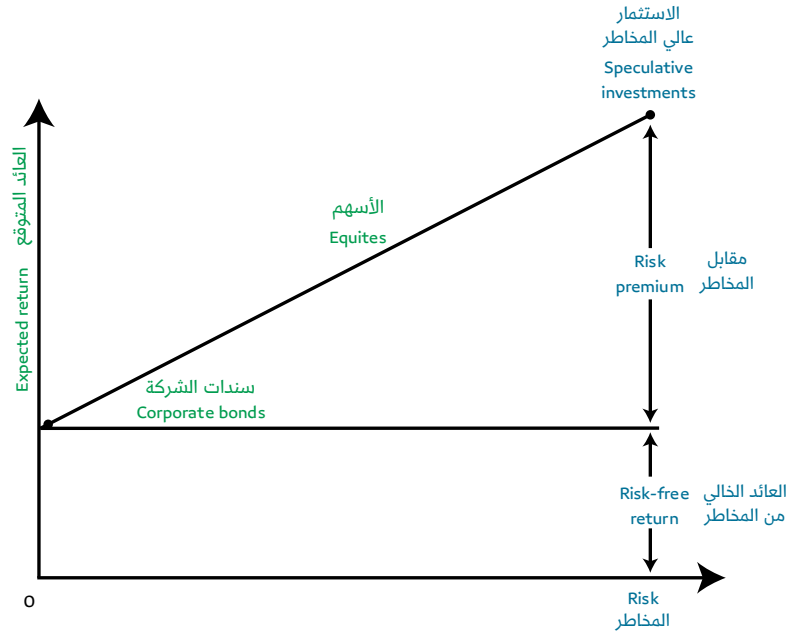 الاستثمار
عالي المخاطر
Speculative
investments
العائد المتوقع
Expected return
الأسهم
Equites
مقابل
المخاطر
Risk
premium
سندات الشركة
Corporate bonds
العائد الخالي
من المخاطر
Risk-free
return
0
Risk
المخاطر